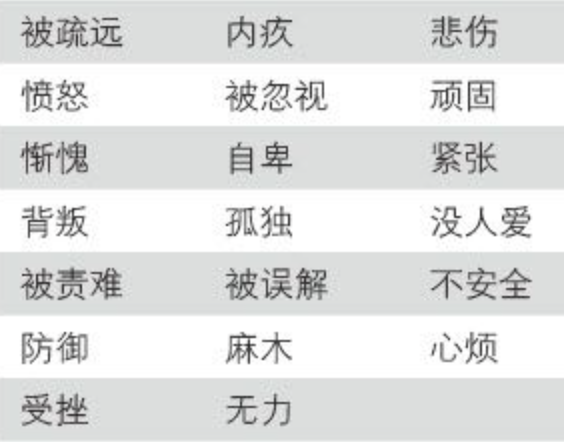 被疏远 内疚 悲伤
愤怒 被忽视 顽固
惭愧 自卑 紧张
背叛 孤独 没人爱
被责难 被误解 不安全
防御 麻木 心烦
受挫 无力